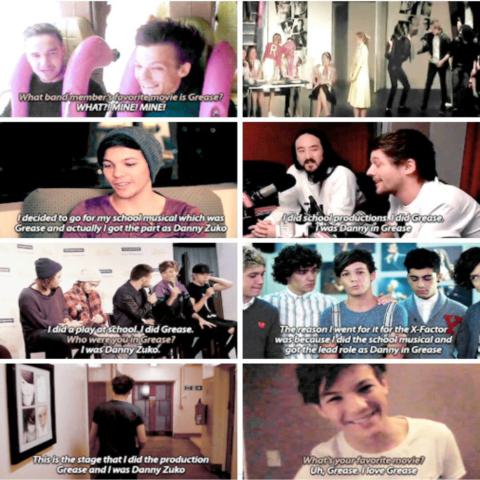 What band member's favorite movie is Grease?
WHAT?! MINE! MINE!
R
I decided to go for my school musical which was
Grease and actually I got the part as Danny Zuko
I did school productions. I did Grease.
I was Danny in Grease
I did a play at school. I did Grease.
Who were you in Grease?
I was Danny Zuko.
The reason I went for it for the X-Factor
was because I did the school musical and
got the lead role as Danny in Grease
This is the stage that I did the production
Grease and I was Danny Zuko
What's your favorite movie?
Uh, Grease. I love Grease